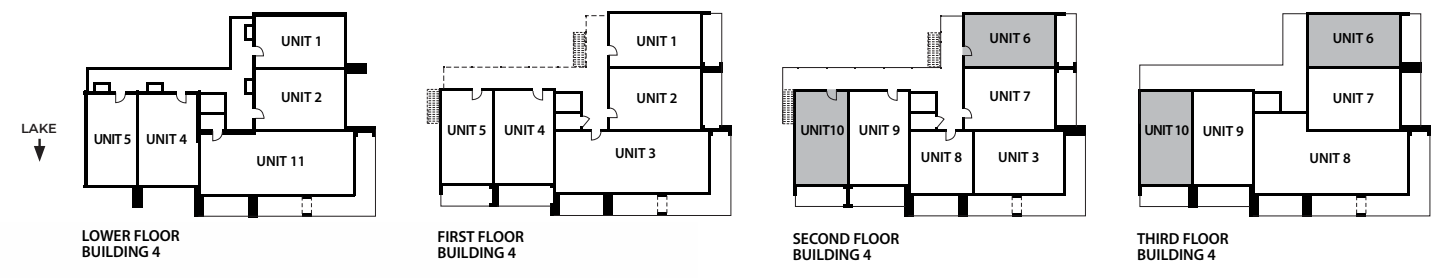 LAKE
UNIT 1
UNIT 2
UNIT 5
UNIT 4
UNIT 11
LOWER FLOOR
BUILDING 4
UNIT 1
UNIT 2
UNIT 5
UNIT 4
UNIT 3
FIRST FLOOR
BUILDING 4
UNIT 6
UNIT 7
UNIT10
UNIT 9
UNIT 8
UNIT 3
SECOND FLOOR
BUILDING 4
UNIT 6
UNIT 7
UNIT 10
UNIT 9
UNIT 8
THIRD FLOOR
BUILDING 4